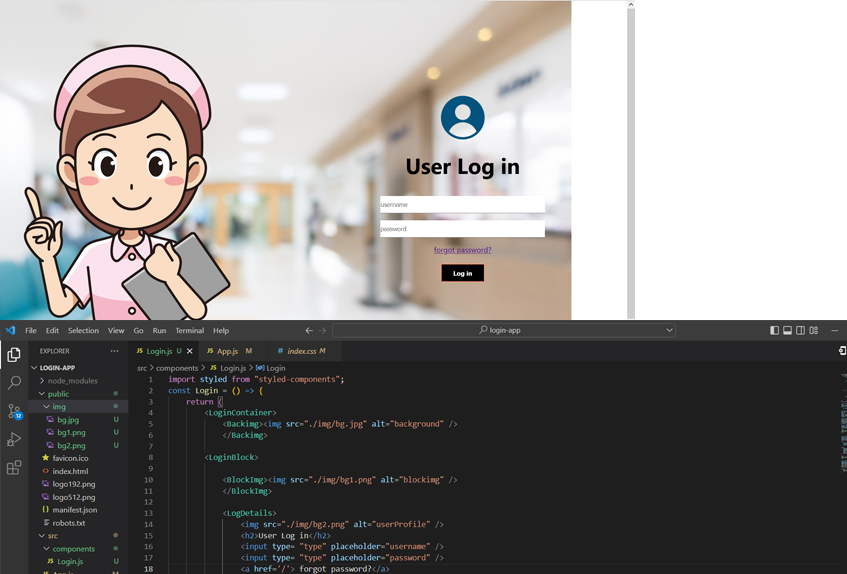 User Log in
username
password
forgot password?
Log in
File Edit Selection View Go Run Terminal Help
login-app
EXPLORER ...
JS Login.js U
JS App.js M
# index.css M
LOGIN-APP
src > components > JS Login.js > Login
node_modules
public
img
bg.jpg U
bg1.png U
bg2.png U
favicon.ico
<> index.html
logo192.png
logo512.png
{} manifest.json
robots.txt
src
components
JS Login.js U
12
1 import styled from "styled-components";
2 const Login = () => {
3 return (
4 <LoginContainer>
5 <Backimg><img src="./img/bg.jpg" alt="background" />
6 </Backimg>
7
8 <LoginBlock>
9
10 <BlockImg><img src="./img/bg1.png" alt="blockimg" />
11 </BlockImg>
12
13 <LogDetails>
14 <img src="./img/bg2.png" alt="userProfile" />
15 <h2>User Log in</h2>
16 <input type= "type" placeholder="username" />
17 <input type= "type" placeholder="password" />
18 <a href='/'> forgot password?</a>